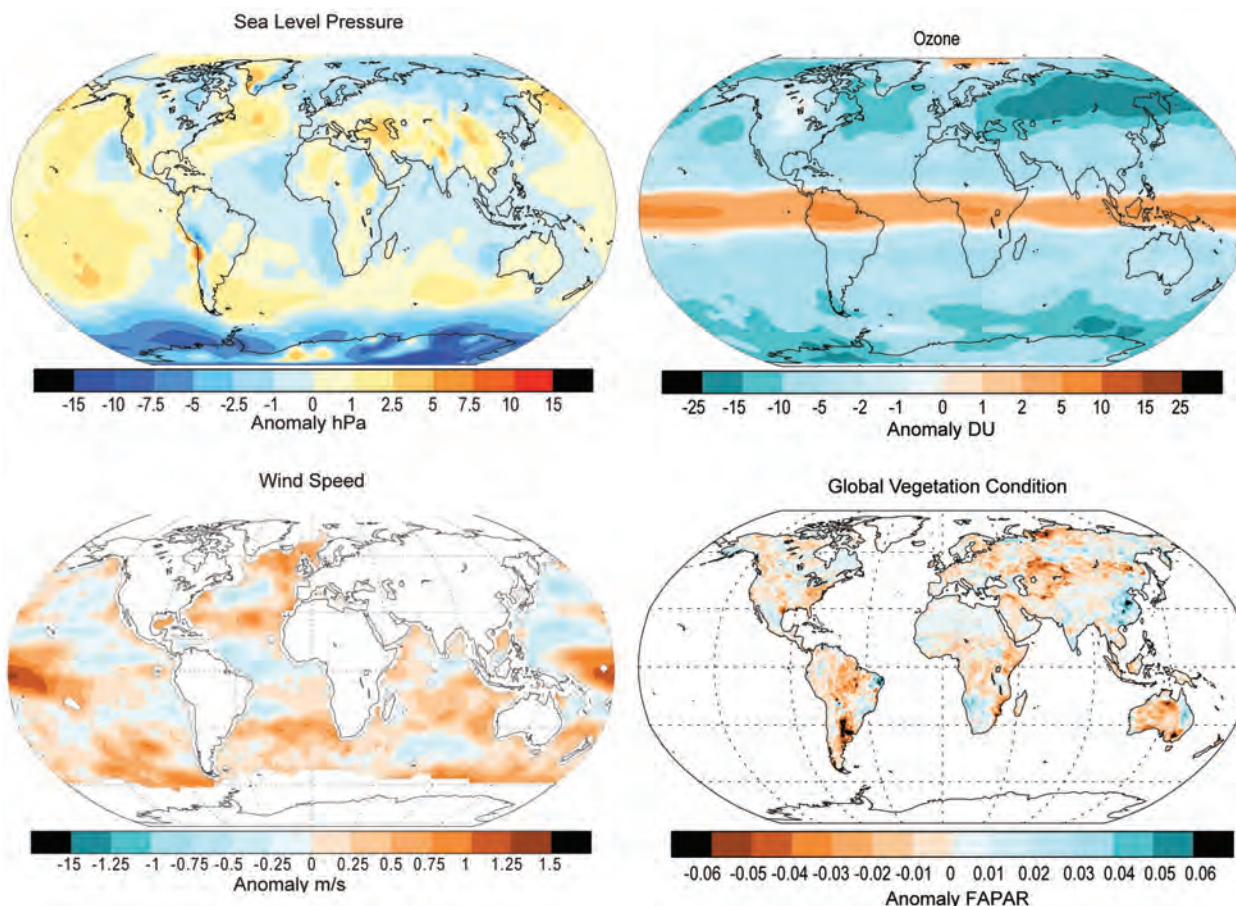 Sea Level Pressure
-15 -10 -7.5 -5 -2.5 -1 0 1 2.5 5 7.5 10 15
Anomaly hPa
Ozone
-25 -15 -10 -5 -2 -1 0 1 2 5 10 15 25
Anomaly DU
Wind Speed
-15 -1.25 -1 -0.75 -0.5 -0.25 0 0.25 0.5 0.75 1 1.25 1.5
Anomaly m/s
Global Vegetation Condition
-0.06 -0.05 -0.04 -0.03 -0.02 -0.01 0 0.01 0.02 0.03 0.04 0.05 0.06
Anomaly FAPAR